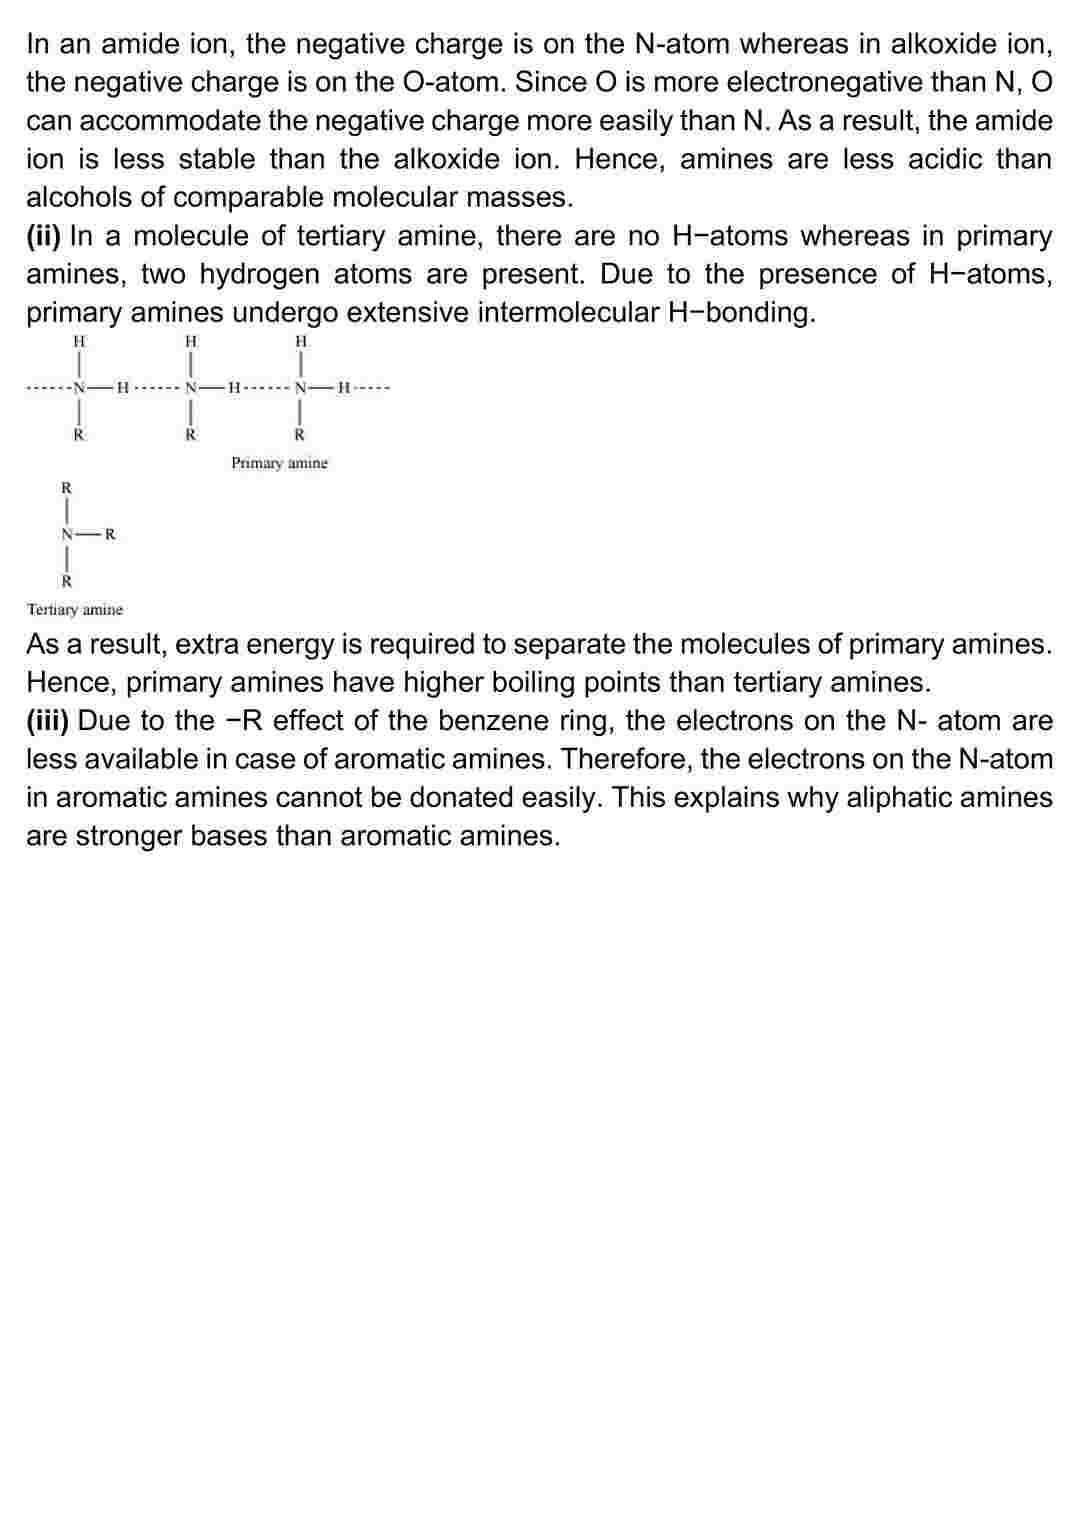 In an amide ion, the negative charge is on the N-atom whereas in alkoxide ion,
the negative charge is on the O-atom. Since O is more electronegative than N, O
can accommodate the negative charge more easily than N. As a result, the amide
ion is less stable than the alkoxide ion. Hence, amines are less acidic than
alcohols of comparable molecular masses.
(ii) In a molecule of tertiary amine, there are no H−atoms whereas in primary
amines, two hydrogen atoms are present. Due to the presence of H−atoms,
primary amines undergo extensive intermolecular H−bonding.
H H H
------N—H------N—H------N—H-----
R R R
Primary amine
R
N—R
R
Tertiary amine
As a result, extra energy is required to separate the molecules of primary amines.
Hence, primary amines have higher boiling points than tertiary amines.
(iii) Due to the −R effect of the benzene ring, the electrons on the N- atom are
less available in case of aromatic amines. Therefore, the electrons on the N-atom
in aromatic amines cannot be donated easily. This explains why aliphatic amines
are stronger bases than aromatic amines.